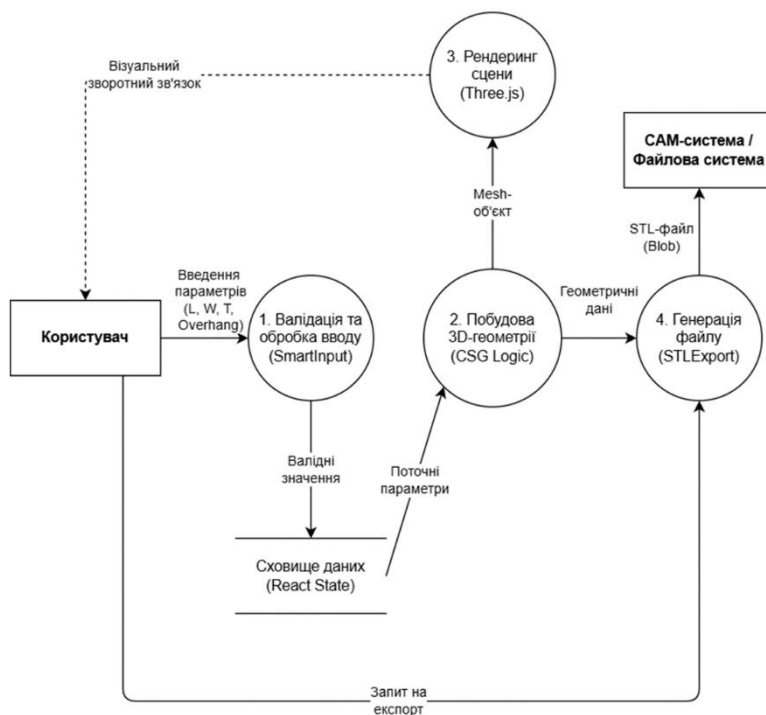 Візуальний
зворотний зв'язок
3. Рендеринг
сцени
(Three.js)
CAM-система /
Файлова система
Mesh-
об'єкт
STL-файл
(Blob)
Введення
параметрів
(L, W, T,
Overhang)
Користувач
1. Валідація та
обробка вводу
(SmartInput)
2. Побудова
3D-геометрії
(CSG Logic)
Геометричні
дані
4. Генерація
файлу
(STLExport)
Валідні
значення
Поточні
параметри
Сховище даних
(React State)
Запит на
експорт